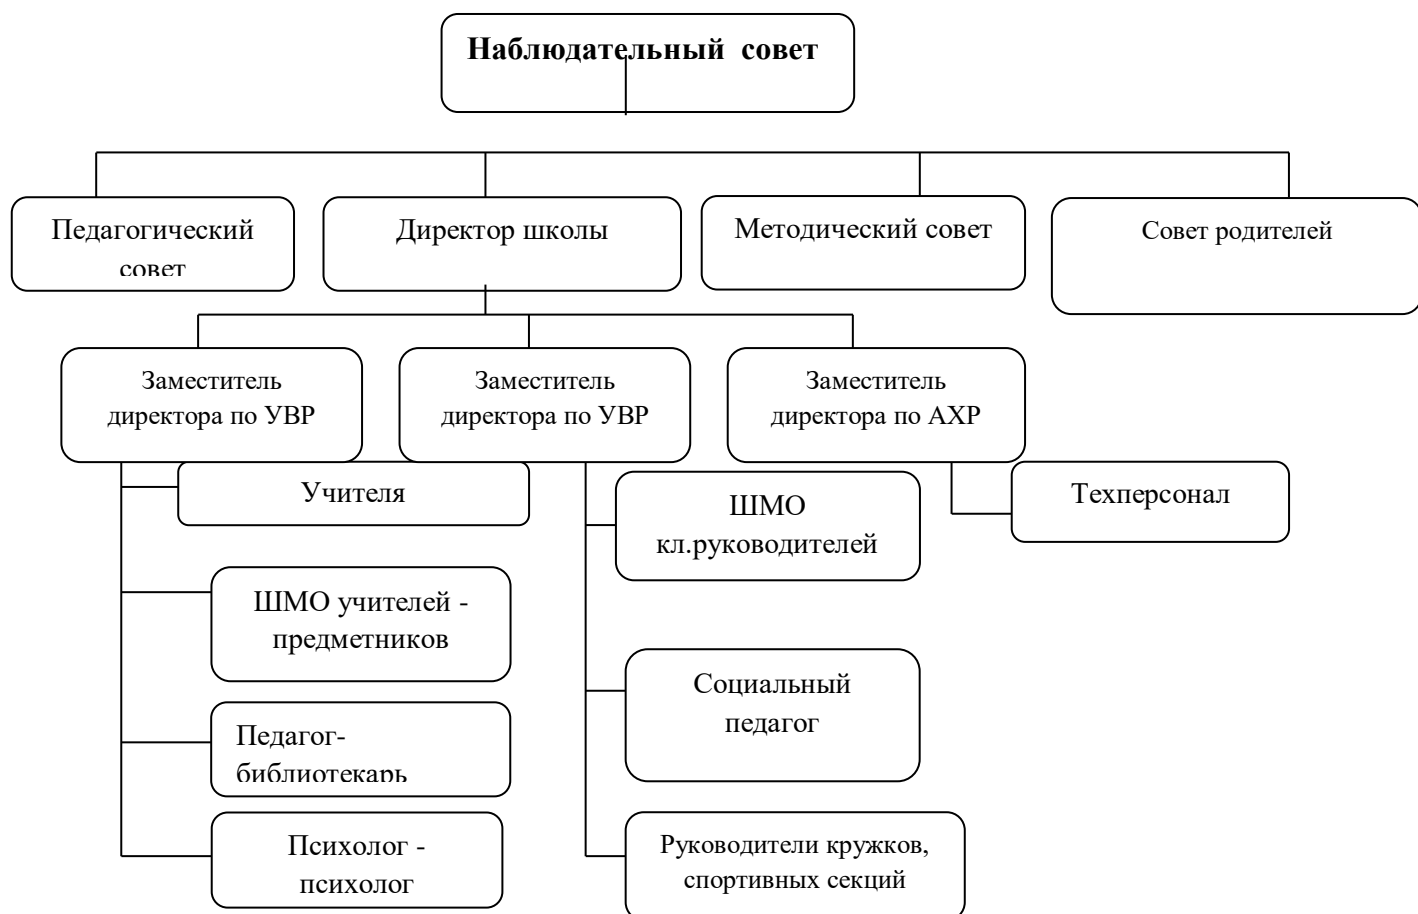 Наблюдательный совет
Педагогический
совет
Директор школы
Методический совет
Совет родителей
Заместитель
директора по УВР
Заместитель
директора по УВР
Заместитель
директора по АХР
Учителя
ШМО учителей -
предметников
Педагог-
библиотекарь
Психолог -
психолог
ШМО
кл.руководителей
Социальный
педагог
Руководители кружков,
спортивных секций
Техперсонал